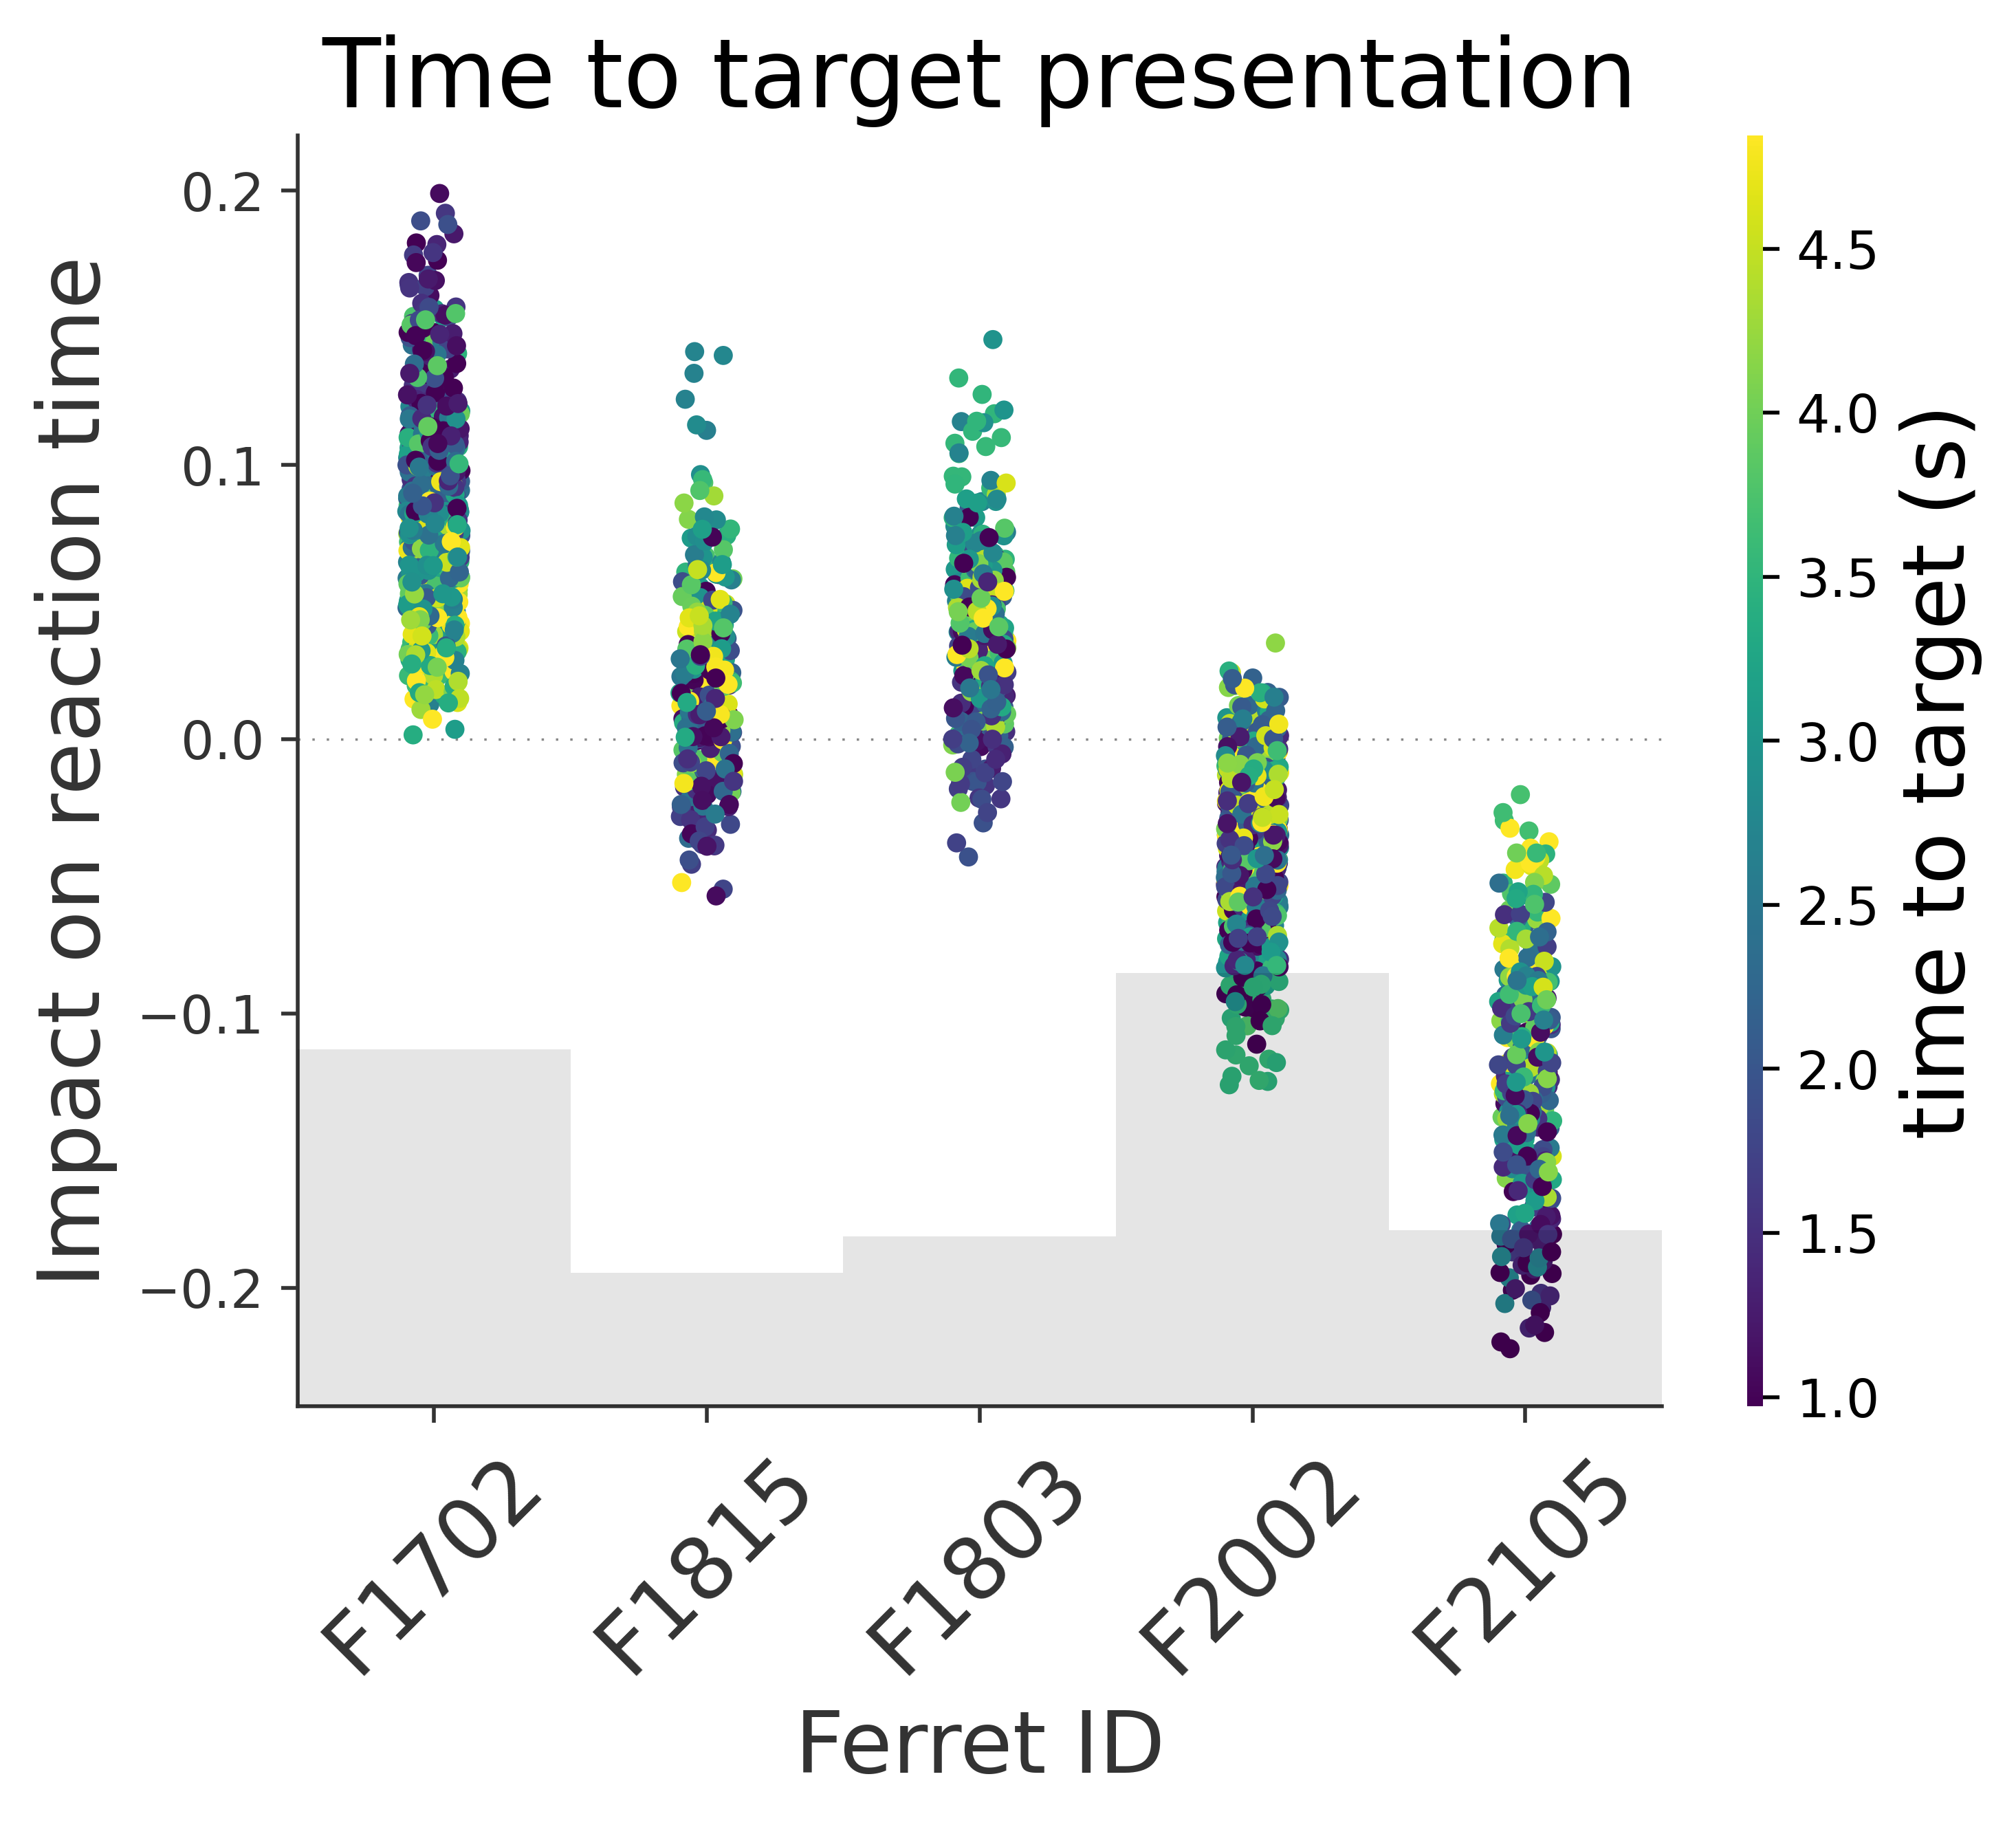 Time to target presentation
Impact on reaction time
0.2
0.1
0.0
−0.1
−0.2
F1702
F1815
F1803
F2002
F2105
Ferret ID
4.5
4.0
3.5
3.0
2.5
2.0
1.5
1.0
time to target (s)